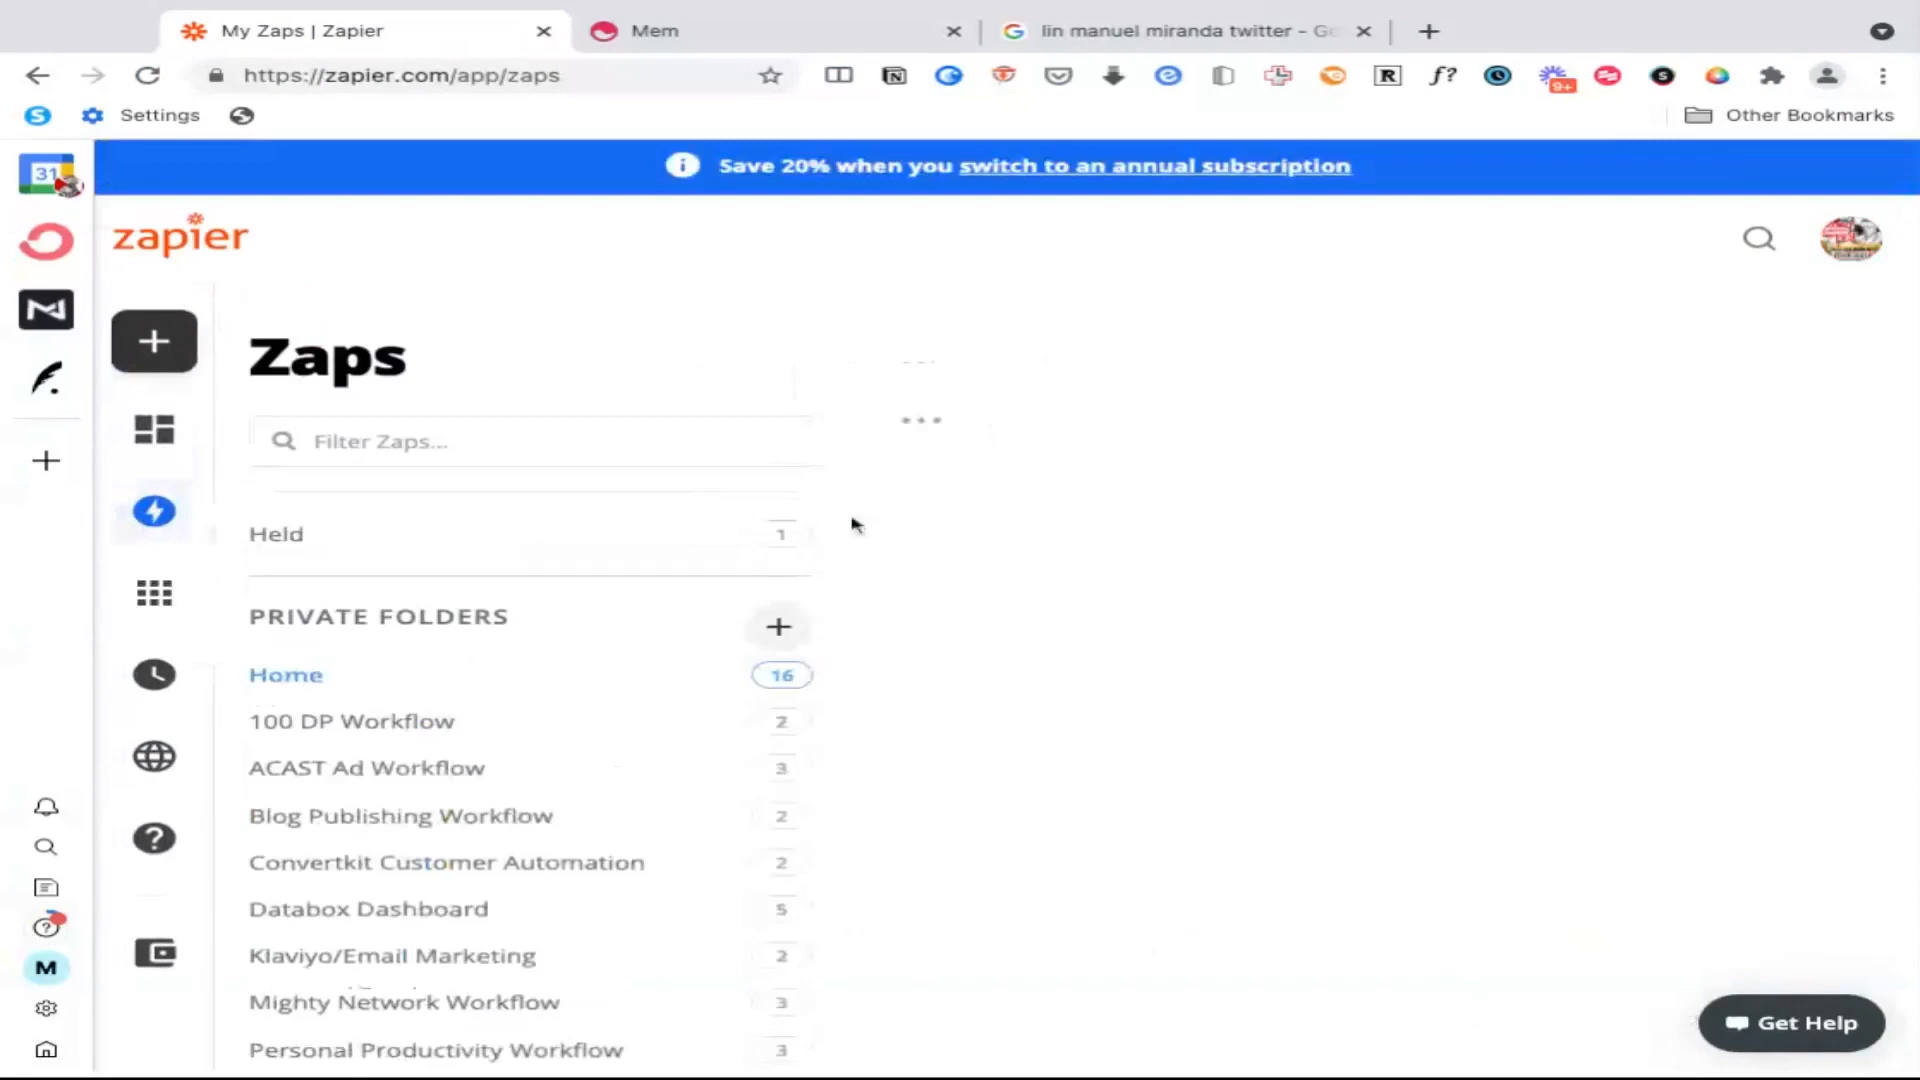 My Zaps | Zapier
Mem
lin manuel miranda twitter - Go
https://zapier.com/app/zaps
9+
Settings
Other Bookmarks
31
Save 20% when you switch to an annual subscription
zapier
Zaps
Filter Zaps...
Held 1
PRIVATE FOLDERS
Home 16
100 DP Workflow 2
ACAST Ad Workflow 3
Blog Publishing Workflow 2
Convertkit Customer Automation 2
Databox Dashboard 5
Klaviyo/Email Marketing 2
Mighty Network Workflow 3
Personal Productivity Workflow 3
M
Get Help